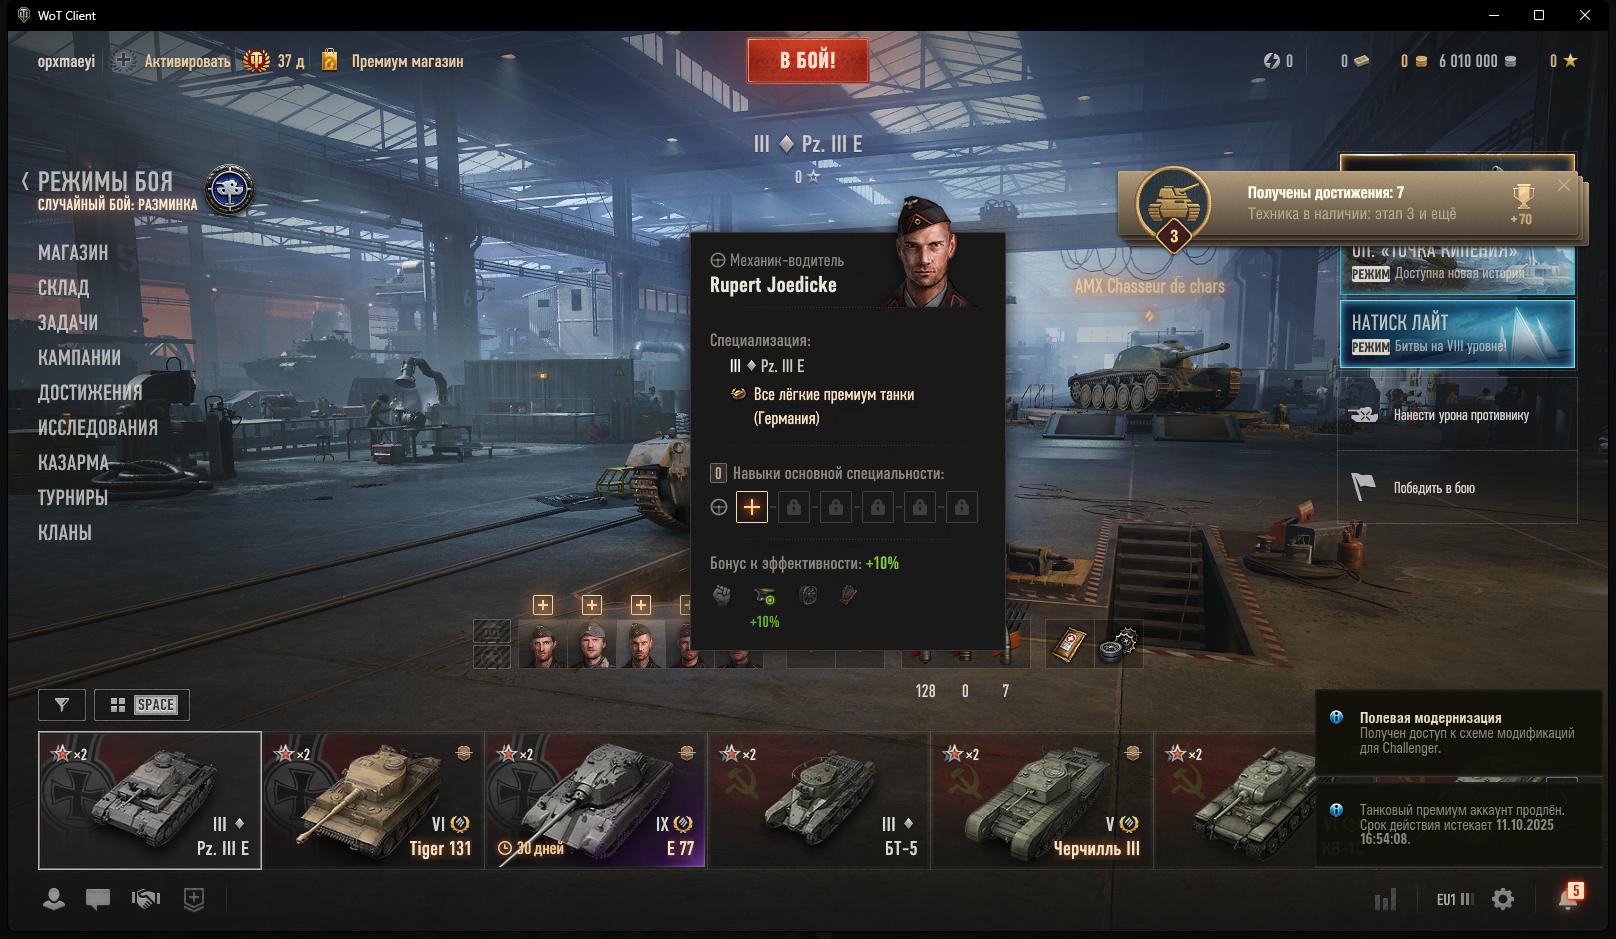 WoT Client
opxmaeyi
Активировать
37 д
Премиум магазин
В БОЙ!
0
0
0
6 010 000
0
III Pz. III E
0
РЕЖИМЫ БОЯ
СЛУЧАЙНЫЙ БОЙ: РАЗМИНКА
МАГАЗИН
СКЛАД
ЗАДАЧИ
КАМПАНИИ
ДОСТИЖЕНИЯ
ИССЛЕДОВАНИЯ
КАЗАРМА
ТУРНИРЫ
КЛАНЫ
Механик-водитель
Rupert Joedicke
Специализация:
III Pz. III E
Все лёгкие премиум танки
(Германия)
0 Навыки основной специальности:
Бонус к эффективности: +10%
+10%
AMX Chasseur de chars
Получены достижения: 7
Техника в наличии: этап 3 и ещё
3
+70
ОП. «ТОЧКА КИПЕНИЯ»
РЕЖИМ Доступна новая история
НАТИСК ЛАЙТ
РЕЖИМ Битвы на VIII уровне!
Нанести урона противнику
Победить в бою
128 0 7
SPACE
×2
III
Pz. III E
×2
VI
Tiger 131
×2
30 дней
IX
E 77
×2
III
БТ-5
×2
V
Черчилль III
×2
Полевая модернизация
Получен доступ к схеме модификаций
для Challenger.
Танковый премиум аккаунт продлён.
Срок действия истекает 11.10.2025
16:54:08.
EU1
5